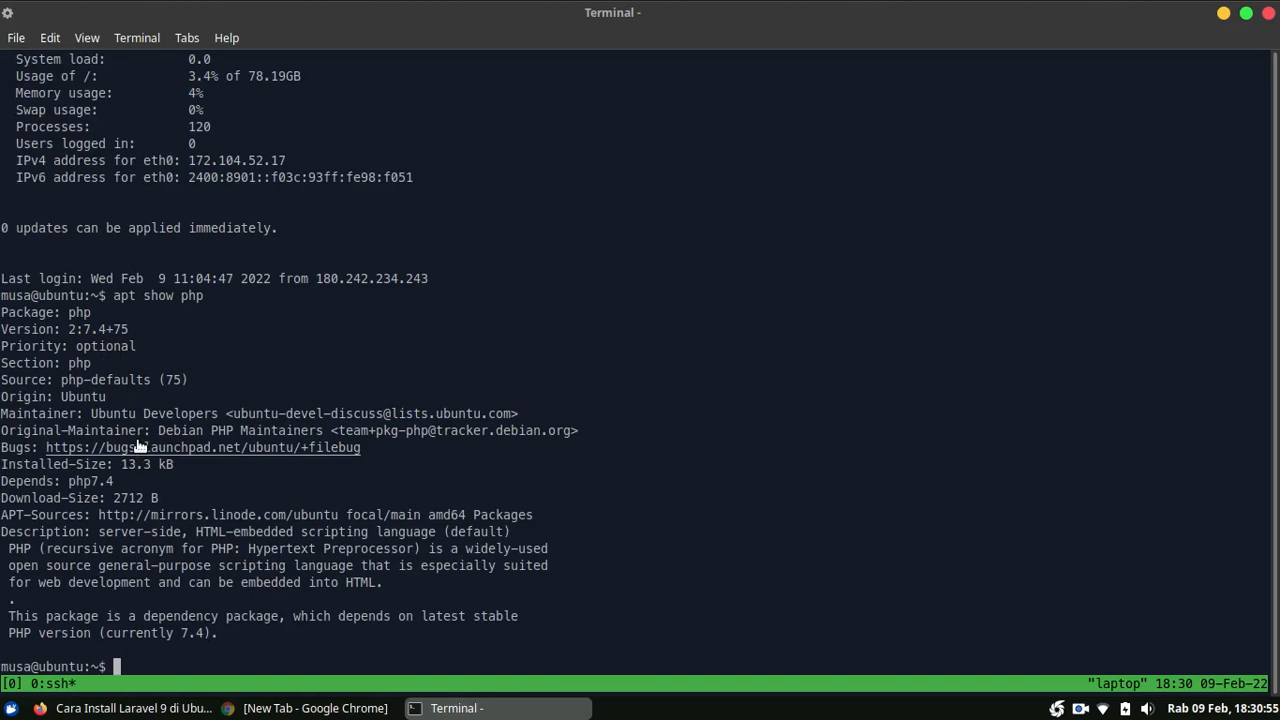 Terminal -
File Edit View Terminal Tabs Help
System load: 0.0
Usage of /: 3.4% of 78.19GB
Memory usage: 4%
Swap usage: 0%
Processes: 120
Users logged in: 0
IPv4 address for eth0: 172.104.52.17
IPv6 address for eth0: 2400:8901::f03c:93ff:fe98:f051
0 updates can be applied immediately.
Last login: Wed Feb  9 11:04:47 2022 from 180.242.234.243
musa@ubuntu:~$ apt show php
Package: php
Version: 2:7.4+75
Priority: optional
Section: php
Source: php-defaults (75)
Origin: Ubuntu
Maintainer: Ubuntu Developers <ubuntu-devel-discuss@lists.ubuntu.com>
Original-Maintainer: Debian PHP Maintainers <team+pkg-php@tracker.debian.org>
Bugs: https://bugs.launchpad.net/ubuntu/+filebug
Installed-Size: 13.3 kB
Depends: php7.4
Download-Size: 2712 B
APT-Sources: http://mirrors.linode.com/ubuntu focal/main amd64 Packages
Description: server-side, HTML-embedded scripting language (default)
PHP (recursive acronym for PHP: Hypertext Preprocessor) is a widely-used
open source general-purpose scripting language that is especially suited
for web development and can be embedded into HTML.
.
This package is a dependency package, which depends on latest stable
PHP version (currently 7.4).
musa@ubuntu:~$
[0] 0:ssh* "laptop" 18:30 09-Feb-22
Cara Install Laravel 9 di Ubu... [New Tab - Google Chrome] Terminal - Rab 09 Feb, 18:30:55